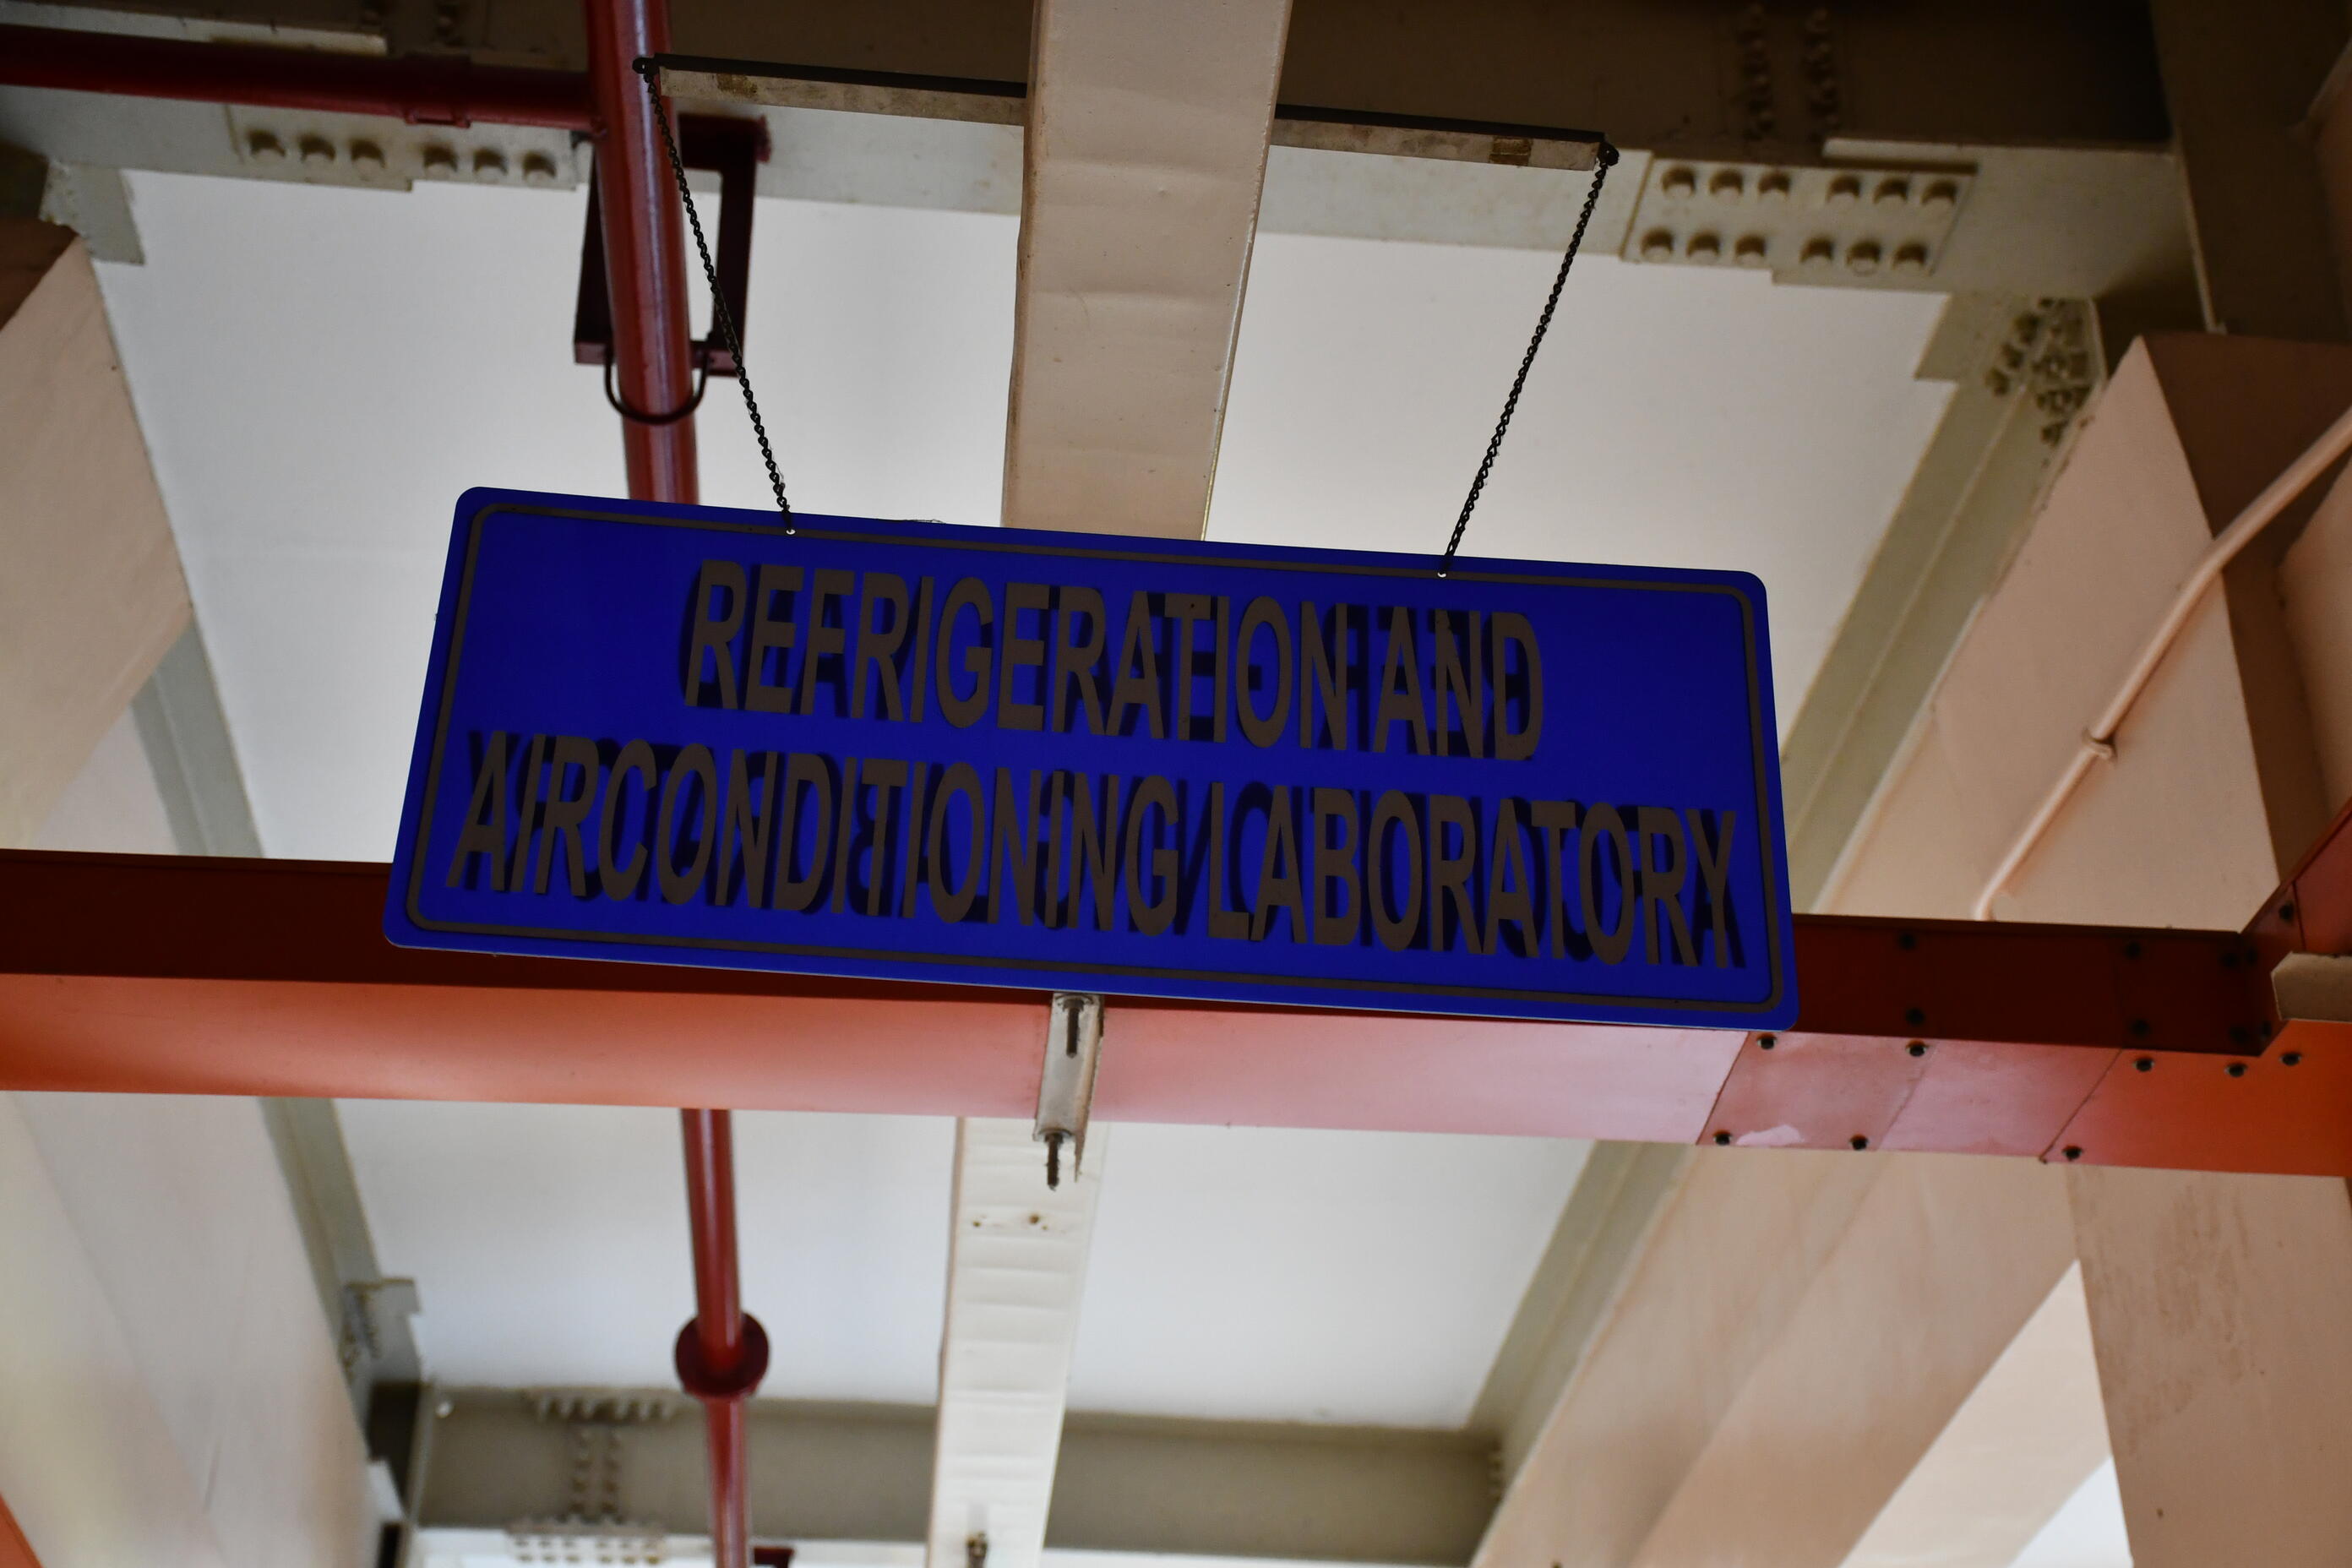 REFRIGERATION AND
AIRCONDITIONING LABORATORY